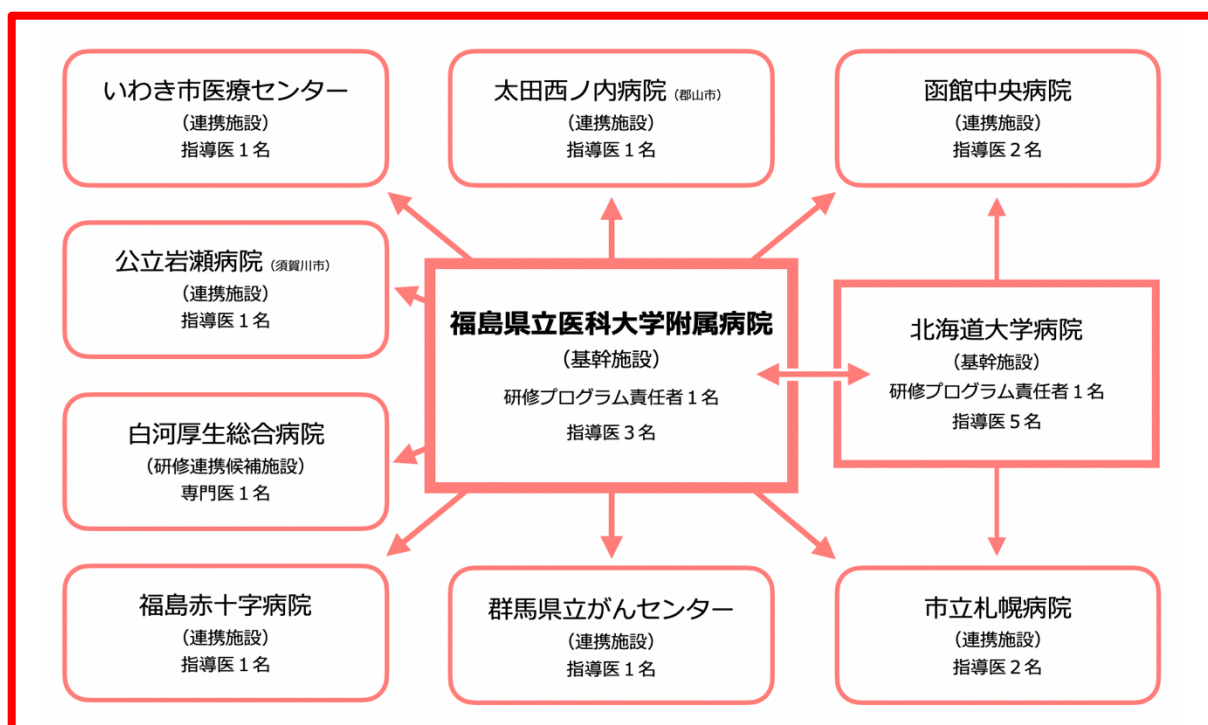 いわき市医療センター
（連携施設）
指導医１名
太田西ノ内病院（郡山市）
（連携施設）
指導医１名
函館中央病院
（連携施設）
指導医２名
公立岩瀬病院（須賀川市）
（連携施設）
指導医１名
福島県立医科大学附属病院
（基幹施設）
研修プログラム責任者１名
指導医３名
北海道大学病院
（基幹施設）
研修プログラム責任者１名
指導医５名
白河厚生総合病院
（研修連携候補施設）
専門医１名
福島赤十字病院
（連携施設）
指導医１名
群馬県立がんセンター
（連携施設）
指導医１名
市立札幌病院
（連携施設）
指導医２名